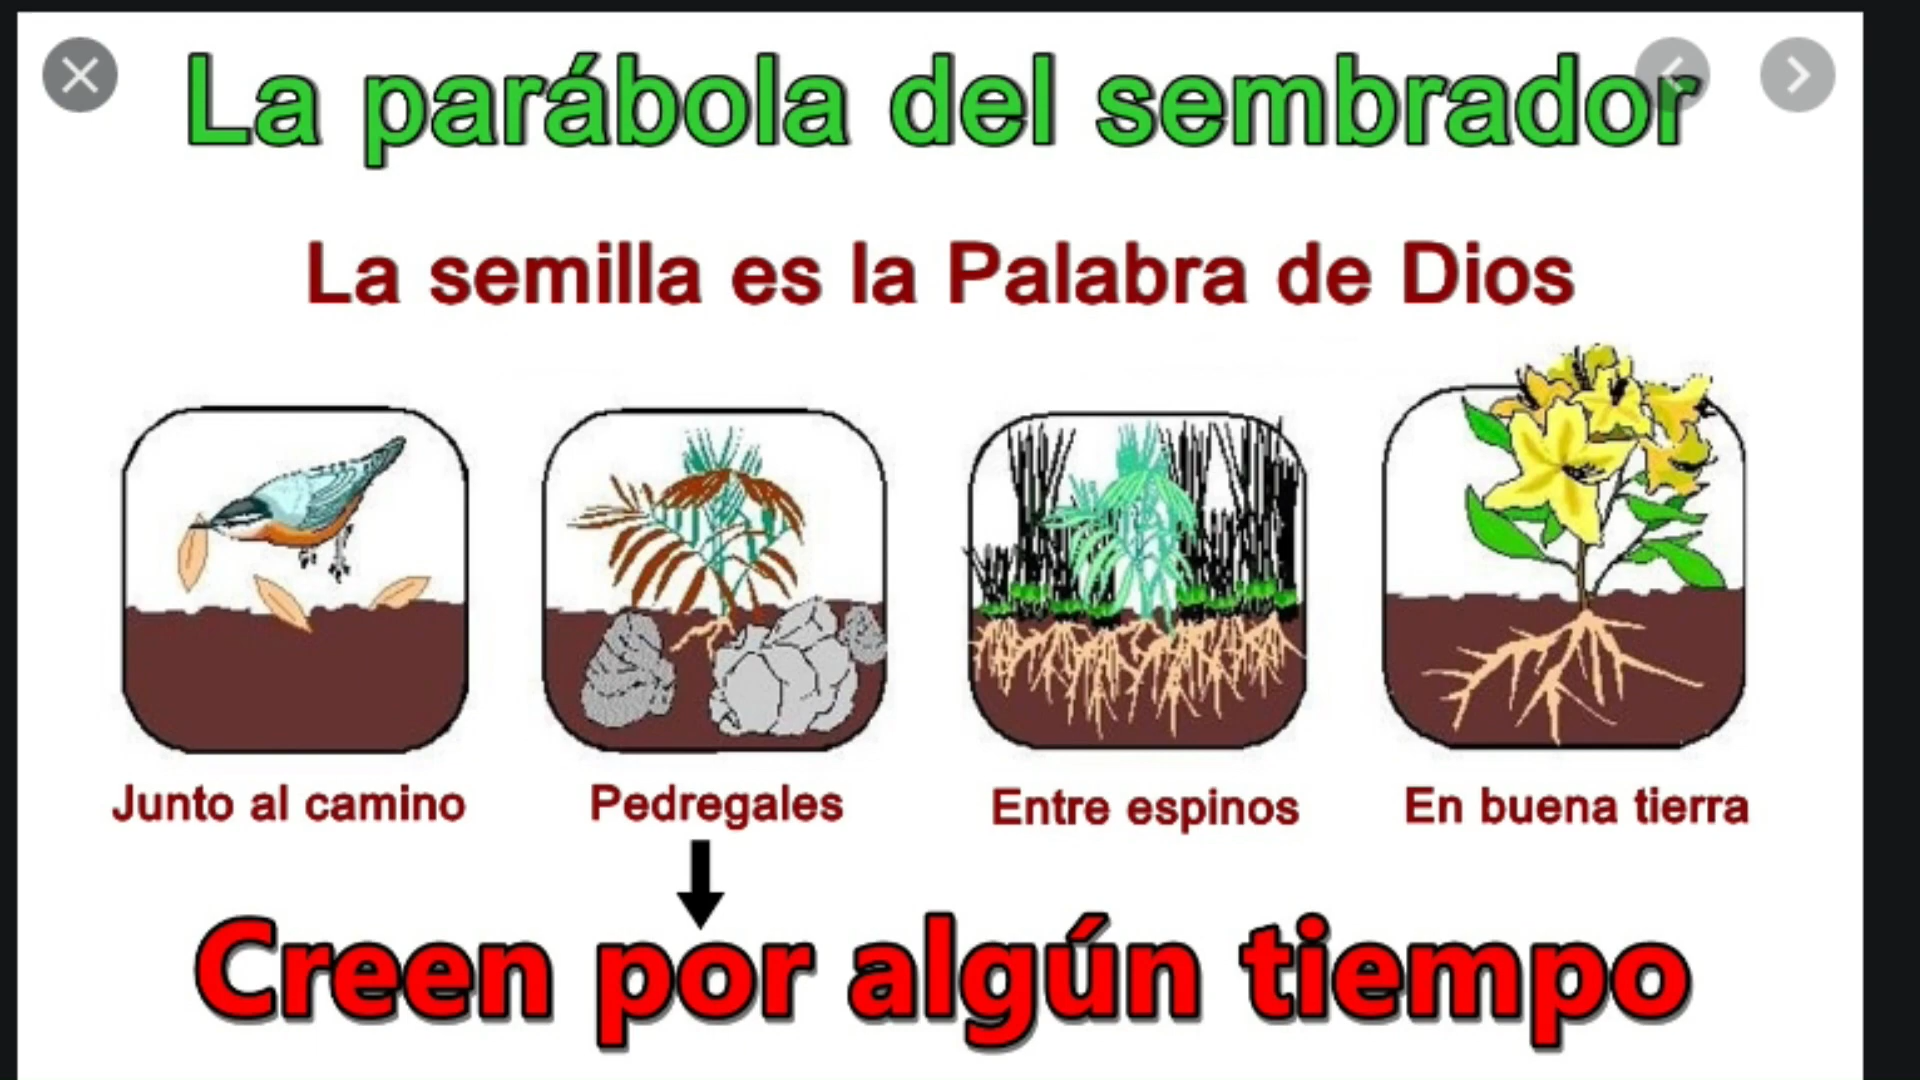 La parábola del sembrador
La semilla es la Palabra de Dios
Junto al camino
Pedregales
Entre espinos
En buena tierra
Creen por algún tiempo